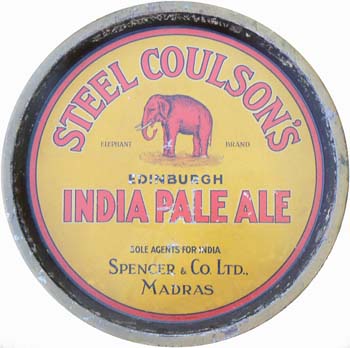 STEEL COULSON'S
ELEPHANT BRAND
EDINBURGH
INDIA PALE ALE
SOLE AGENTS FOR INDIA
SPENCER & CO. LTD.,
MADRAS